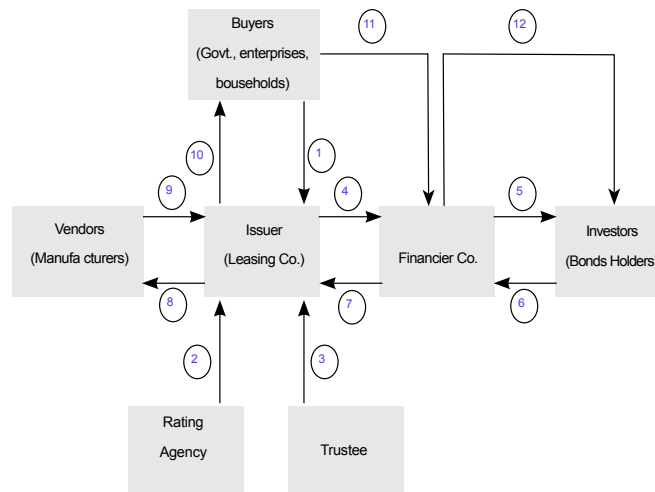 Buyers
(Govt., enterprises,
bouseholds)
11
12
10
1
9
4
5
Vendors
(Manufa cturers)
Issuer
(Leasing Co.)
Financier Co.
Investors
(Bonds Holders
8
7
6
2
3
Rating
Agency
Trustee